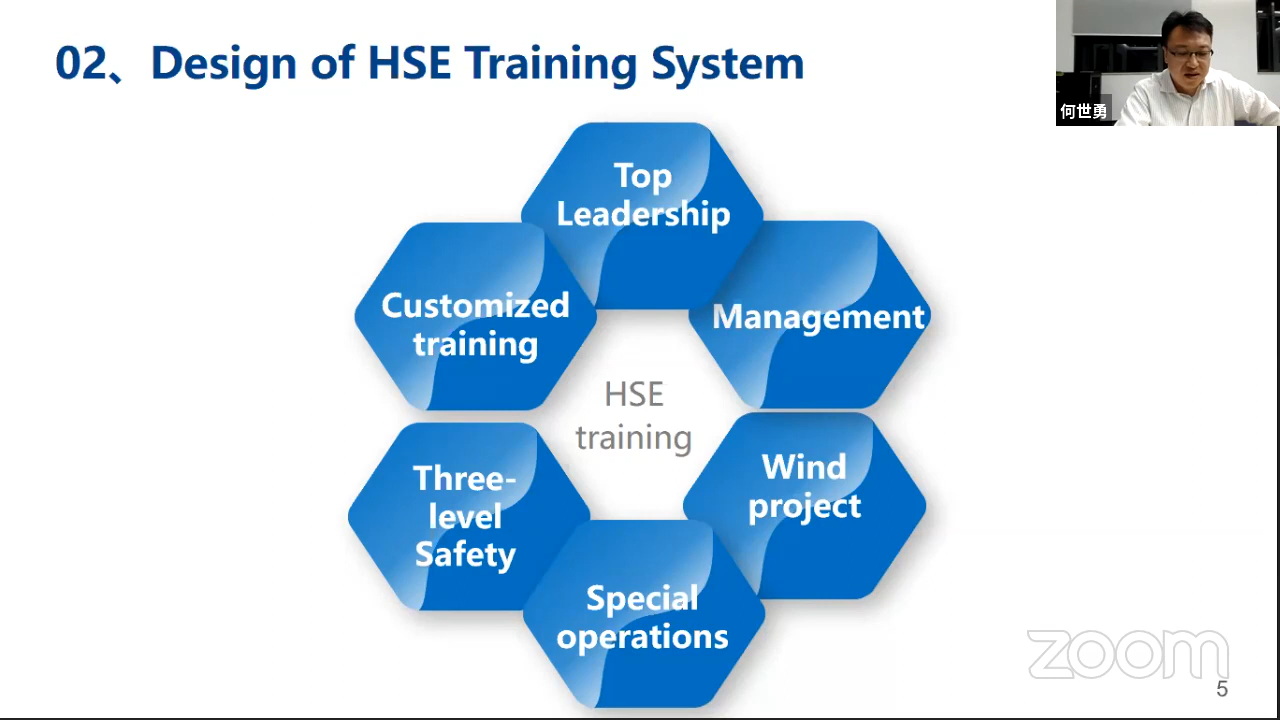 02、Design of HSE Training System
何世勇
Top
Leadership
Customized
training
Management
HSE
training
Three-
level
Safety
Wind
project
Special
operations
zoom
5